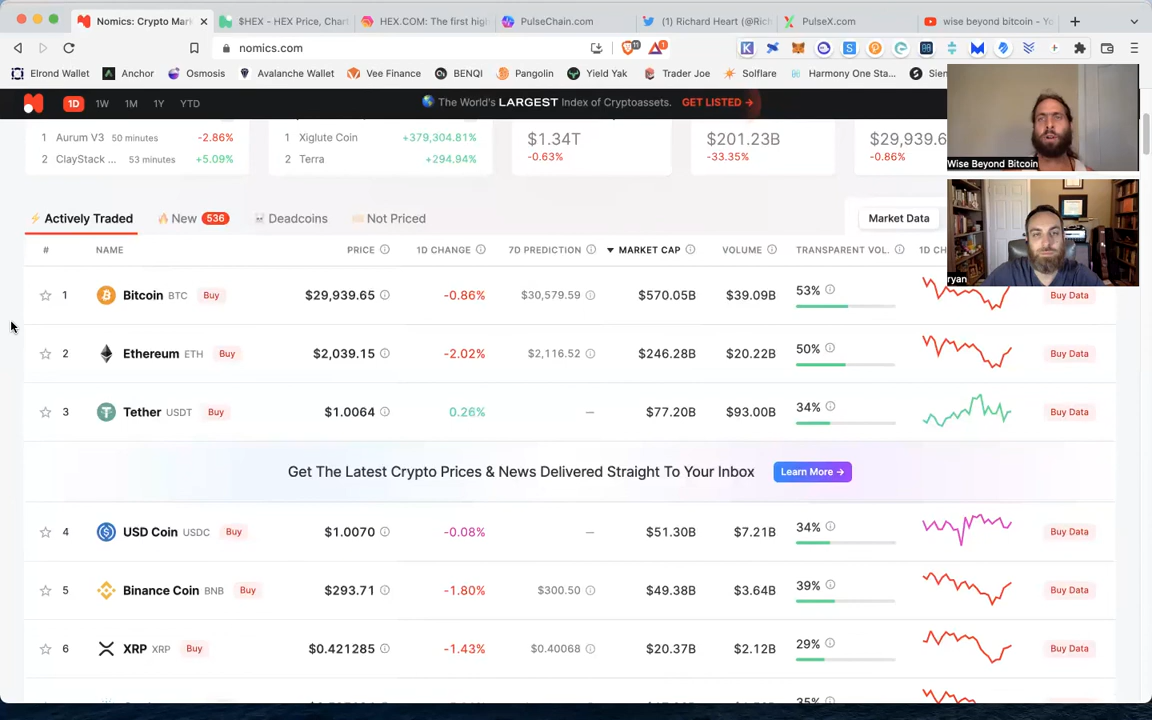 Nomics: Crypto Mar
$HEX - HEX Price, Chart
HEX.COM: The first hig
PulseChain.com
(1) Richard Heart (@Rich
PulseX.com
wise beyond bitcoin - Yo
nomics.com
11
1
Elrond Wallet
Anchor
Osmosis
Avalanche Wallet
Vee Finance
BENQI
Pangolin
Yield Yak
Trader Joe
Solflare
Harmony One Sta...
Sien
1D 1W 1M 1Y YTD
The World's LARGEST Index of Cryptoassets. GET LISTED →
1 Aurum V3 50 minutes -2.86%
2 ClayStack ... 53 minutes +5.09%
1 Xiglute Coin +379,304.81%
2 Terra +294.94%
$1.34T
-0.63%
$201.23B
-33.35%
$29,939.6
-0.86%
Wise Beyond Bitcoin
ryan
Actively Traded New 536 Deadcoins Not Priced Market Data
# NAME PRICE 1D CHANGE 7D PREDICTION MARKET CAP VOLUME TRANSPARENT VOL. 1D CH
1 Bitcoin BTC Buy $29,939.65 -0.86% $30,579.59 $570.05B $39.09B 53% Buy Data
2 Ethereum ETH Buy $2,039.15 -2.02% $2,116.52 $246.28B $20.22B 50% Buy Data
3 Tether USDT Buy $1.0064 0.26% – $77.20B $93.00B 34% Buy Data
Get The Latest Crypto Prices & News Delivered Straight To Your Inbox Learn More →
4 USD Coin USDC Buy $1.0070 -0.08% – $51.30B $7.21B 34% Buy Data
5 Binance Coin BNB Buy $293.71 -1.80% $300.50 $49.38B $3.64B 39% Buy Data
6 XRP XRP Buy $0.421285 -1.43% $0.40068 $20.37B $2.12B 29% Buy Data